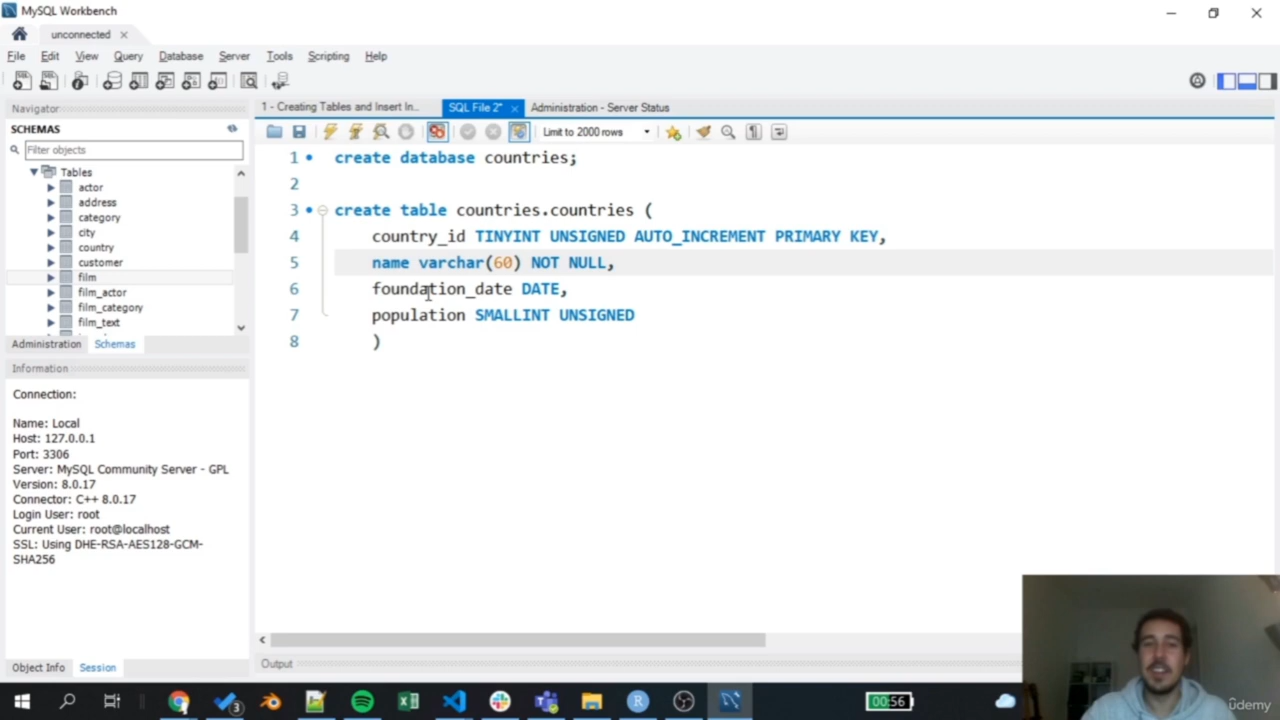 MySQL Workbench
unconnected
File Edit View Query Database Server Tools Scripting Help
Navigator
SCHEMAS
Filter objects
Tables
actor
address
category
city
country
customer
film
film_actor
film_category
film_text
Administration Schemas
Information
Connection:
Name: Local
Host: 127.0.0.1
Port: 3306
Server: MySQL Community Server - GPL
Version: 8.0.17
Connector: C++ 8.0.17
Login User: root
Current User: root@localhost
SSL: Using DHE-RSA-AES128-GCM-
SHA256
Object Info Session
1 - Creating Tables and Insert In... SQL File 2* Administration - Server Status
Limit to 2000 rows
1 create database countries;
2
3 create table countries.countries (
4 country_id TINYINT UNSIGNED AUTO_INCREMENT PRIMARY KEY,
5 name varchar(60) NOT NULL,
6 foundation_date DATE,
7 population SMALLINT UNSIGNED
8 )
Output
3
R
00:56
ûdemy